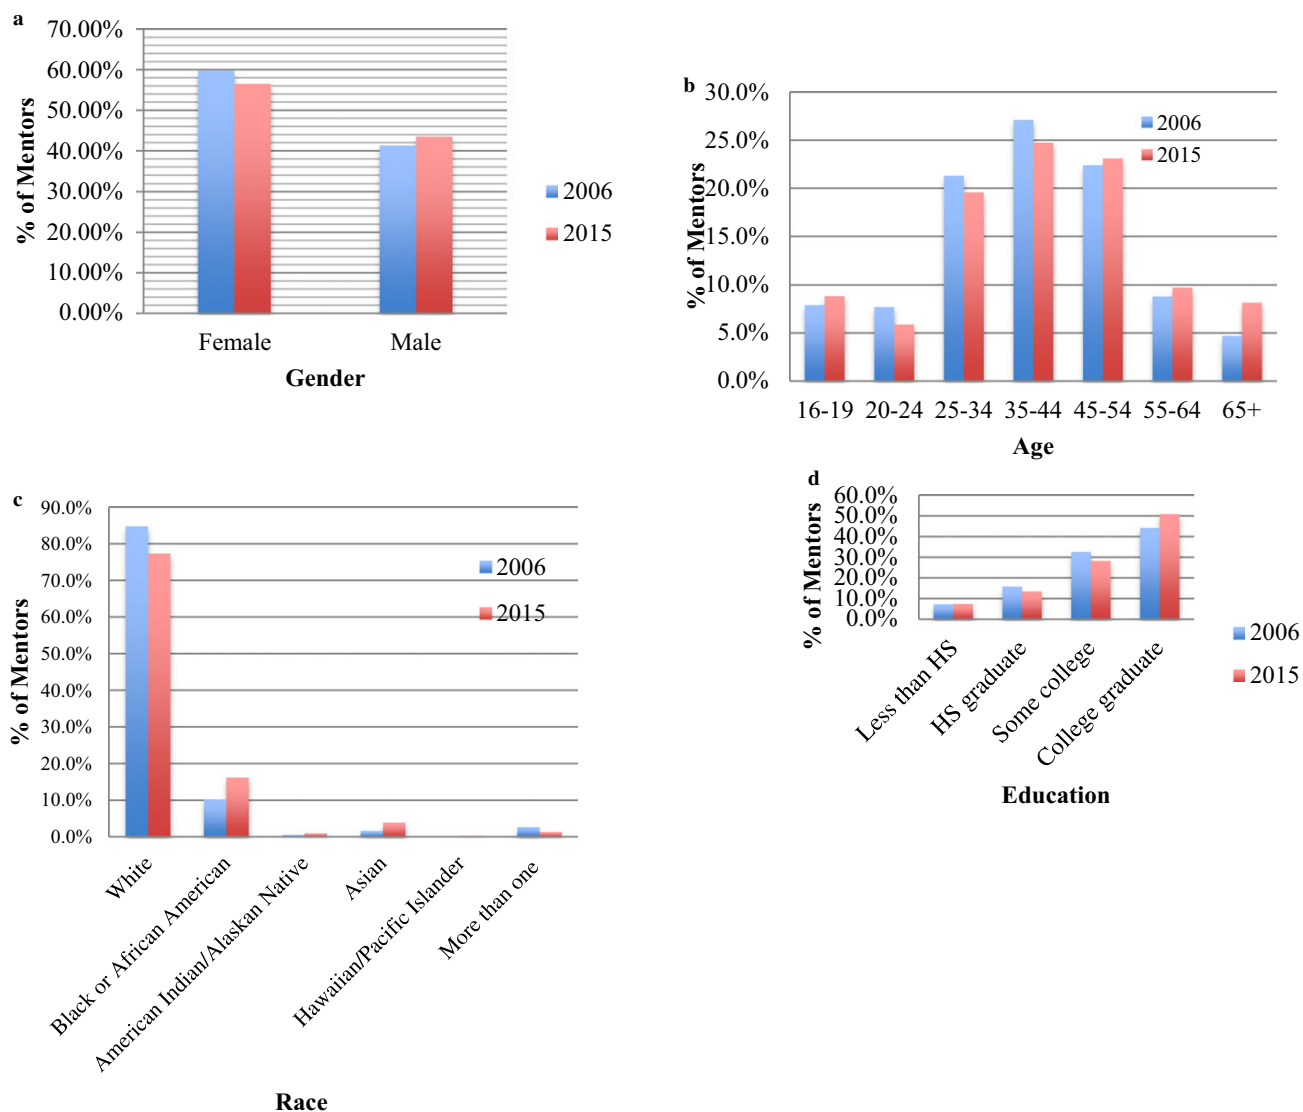 a
70.00%
60.00%
50.00%
40.00%
30.00%
20.00%
10.00%
0.00%
% of Mentors
Female
Male
Gender
2006
2015
b
30.0%
25.0%
20.0%
15.0%
10.0%
5.0%
0.0%
% of Mentors
2006
2015
16-19 20-24 25-34 35-44 45-54 55-64 65+
Age
c
90.0%
80.0%
70.0%
60.0%
50.0%
40.0%
30.0%
20.0%
10.0%
0.0%
% of Mentors
2006
2015
White
Black or African American
American Indian/Alaskan Native
Asian
Hawaiian/Pacific Islander
More than one
Race
d
60.0%
50.0%
40.0%
30.0%
20.0%
10.0%
0.0%
% of Mentors
Less than HS
HS graduate
Some college
College graduate
Education
2006
2015